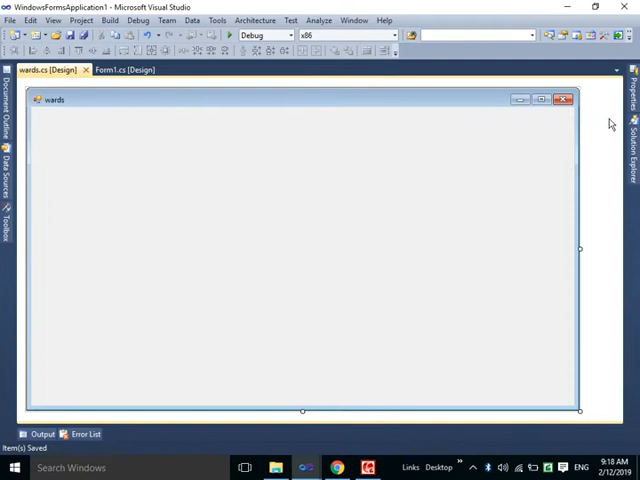 WindowsFormsApplication1 - Microsoft Visual Studio
File Edit View Project Build Debug Team Data Tools Architecture Test Analyze Window Help
Debug x86
wards.cs [Design] Form1.cs [Design]
Document Outline
Data Sources
Toolbox
wards
Properties
Solution Explorer
Output Error List
Item(s) Saved
Search Windows
Links Desktop ENG
9:18 AM
2/12/2019